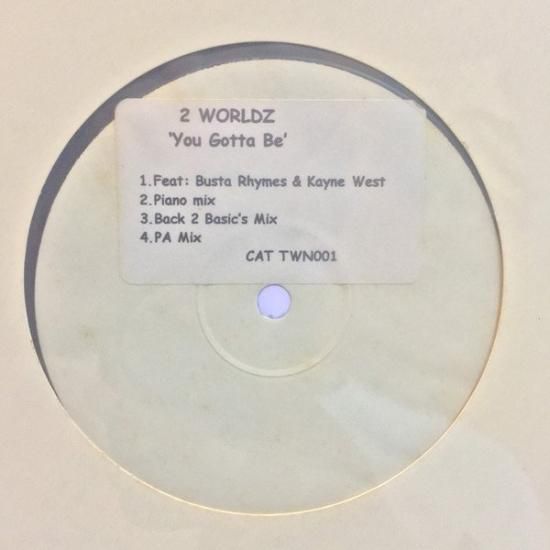 2 WORLDZ
'You Gotta Be'
1.Feat: Busta Rhymes & Kayne West
2.Piano mix
3.Back 2 Basic's Mix
4.PA Mix
CAT TWN001